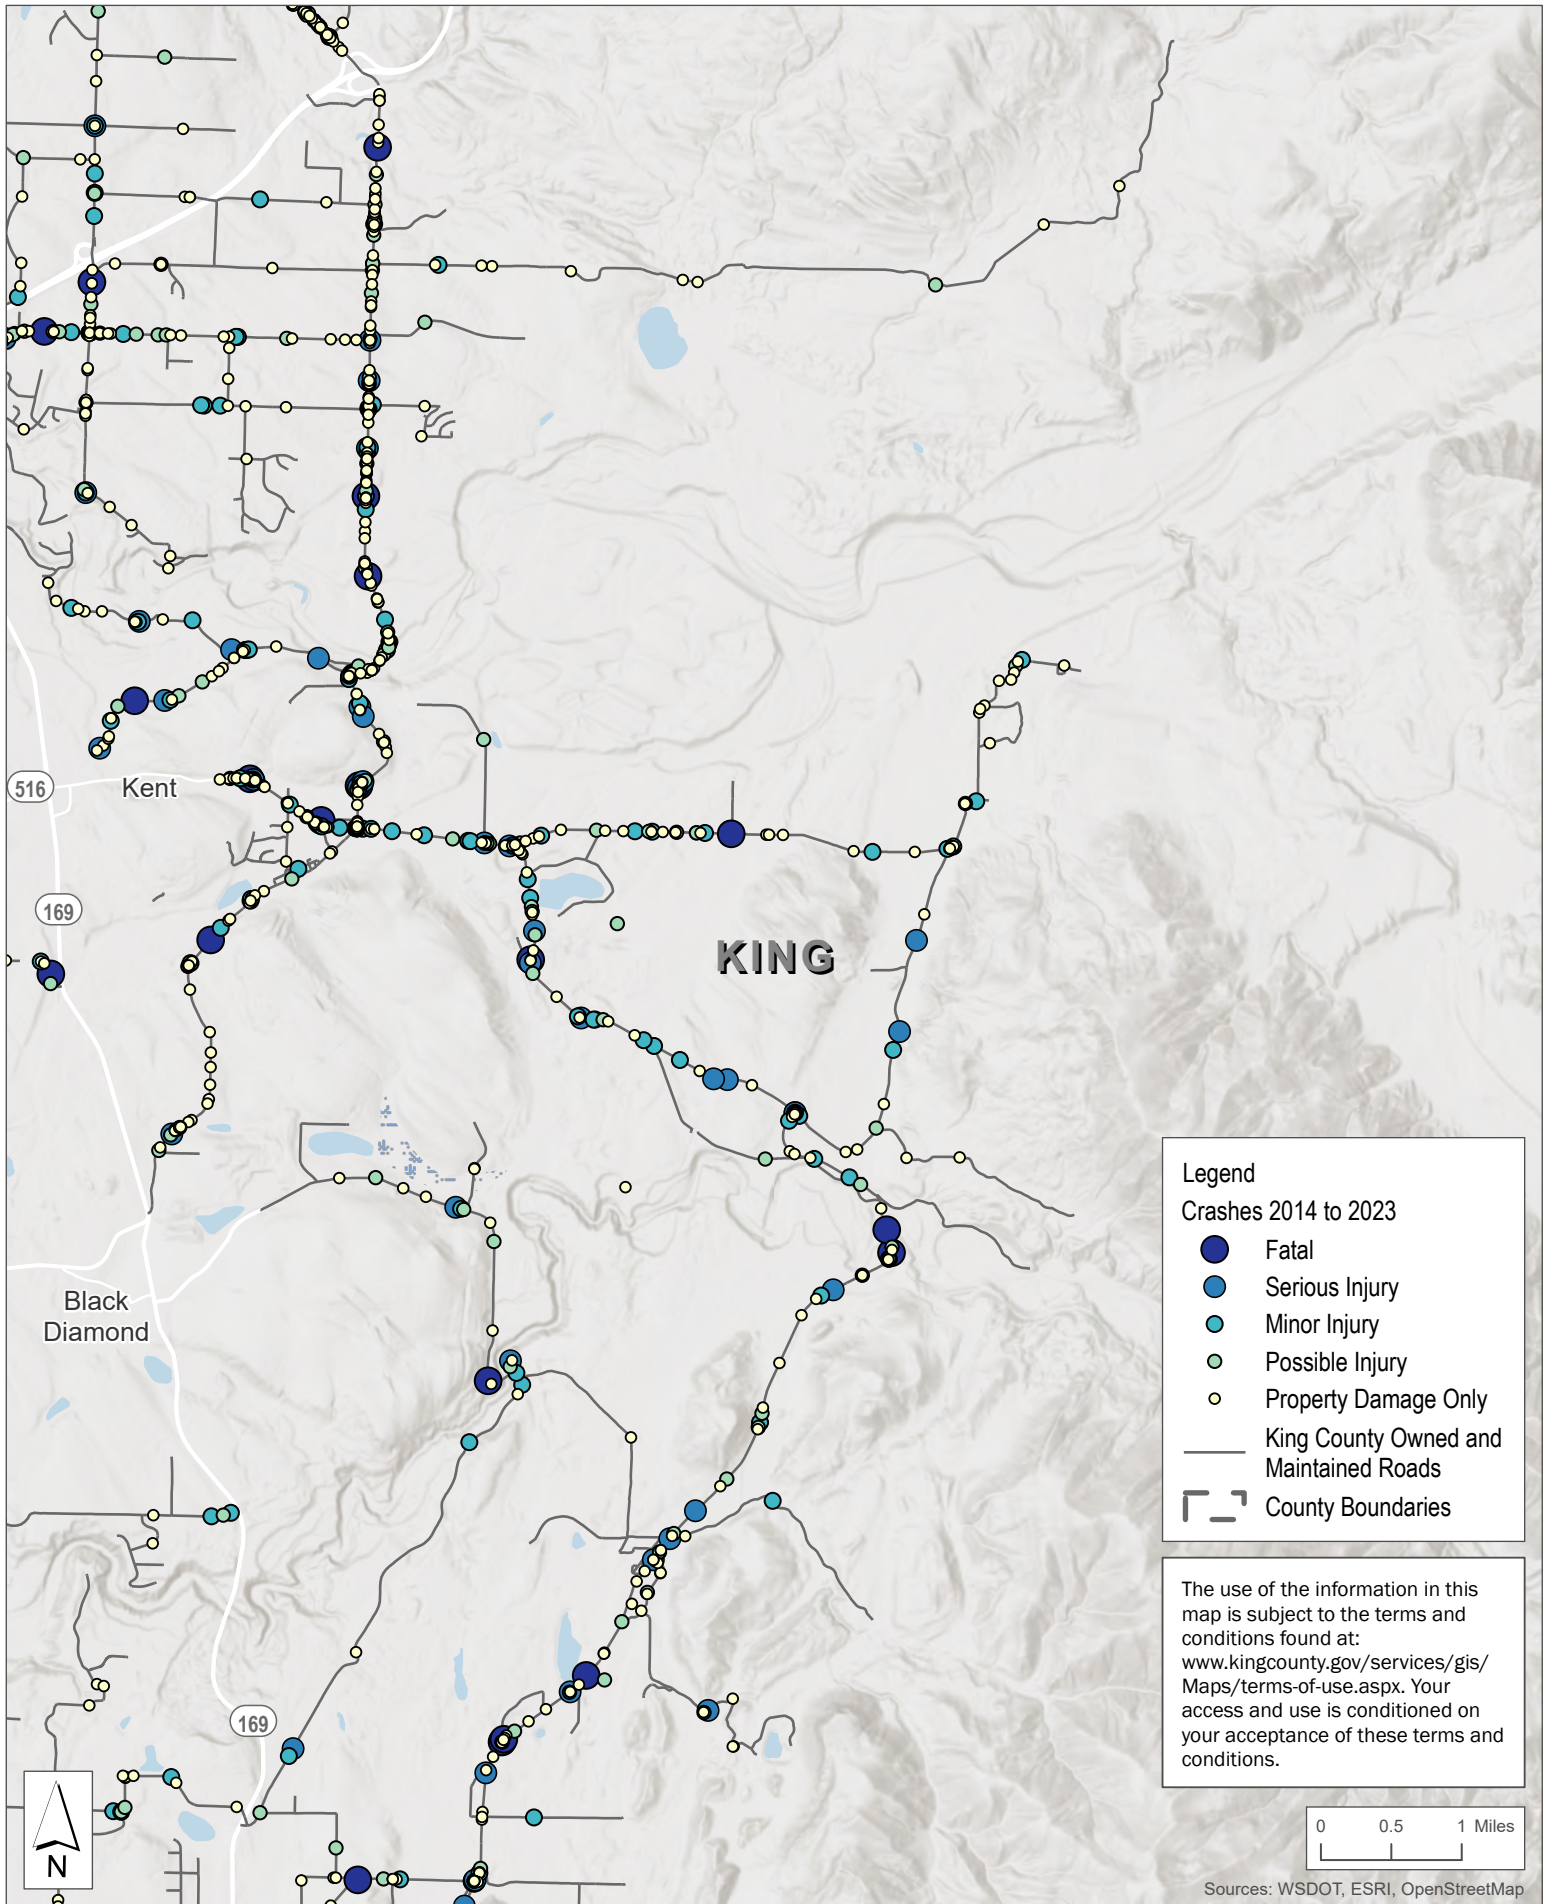 516
Kent
169
KING
Black
Diamond
169
N
Legend
Crashes 2014 to 2023
Fatal
Serious Injury
Minor Injury
Possible Injury
Property Damage Only
King County Owned and
Maintained Roads
County Boundaries
The use of the information in this
map is subject to the terms and
conditions found at:
www.kingcounty.gov/services/gis/
Maps/terms-of-use.aspx. Your
access and use is conditioned on
your acceptance of these terms and
conditions.
0 0.5 1 Miles
Sources: WSDOT, ESRI, OpenStreetMap